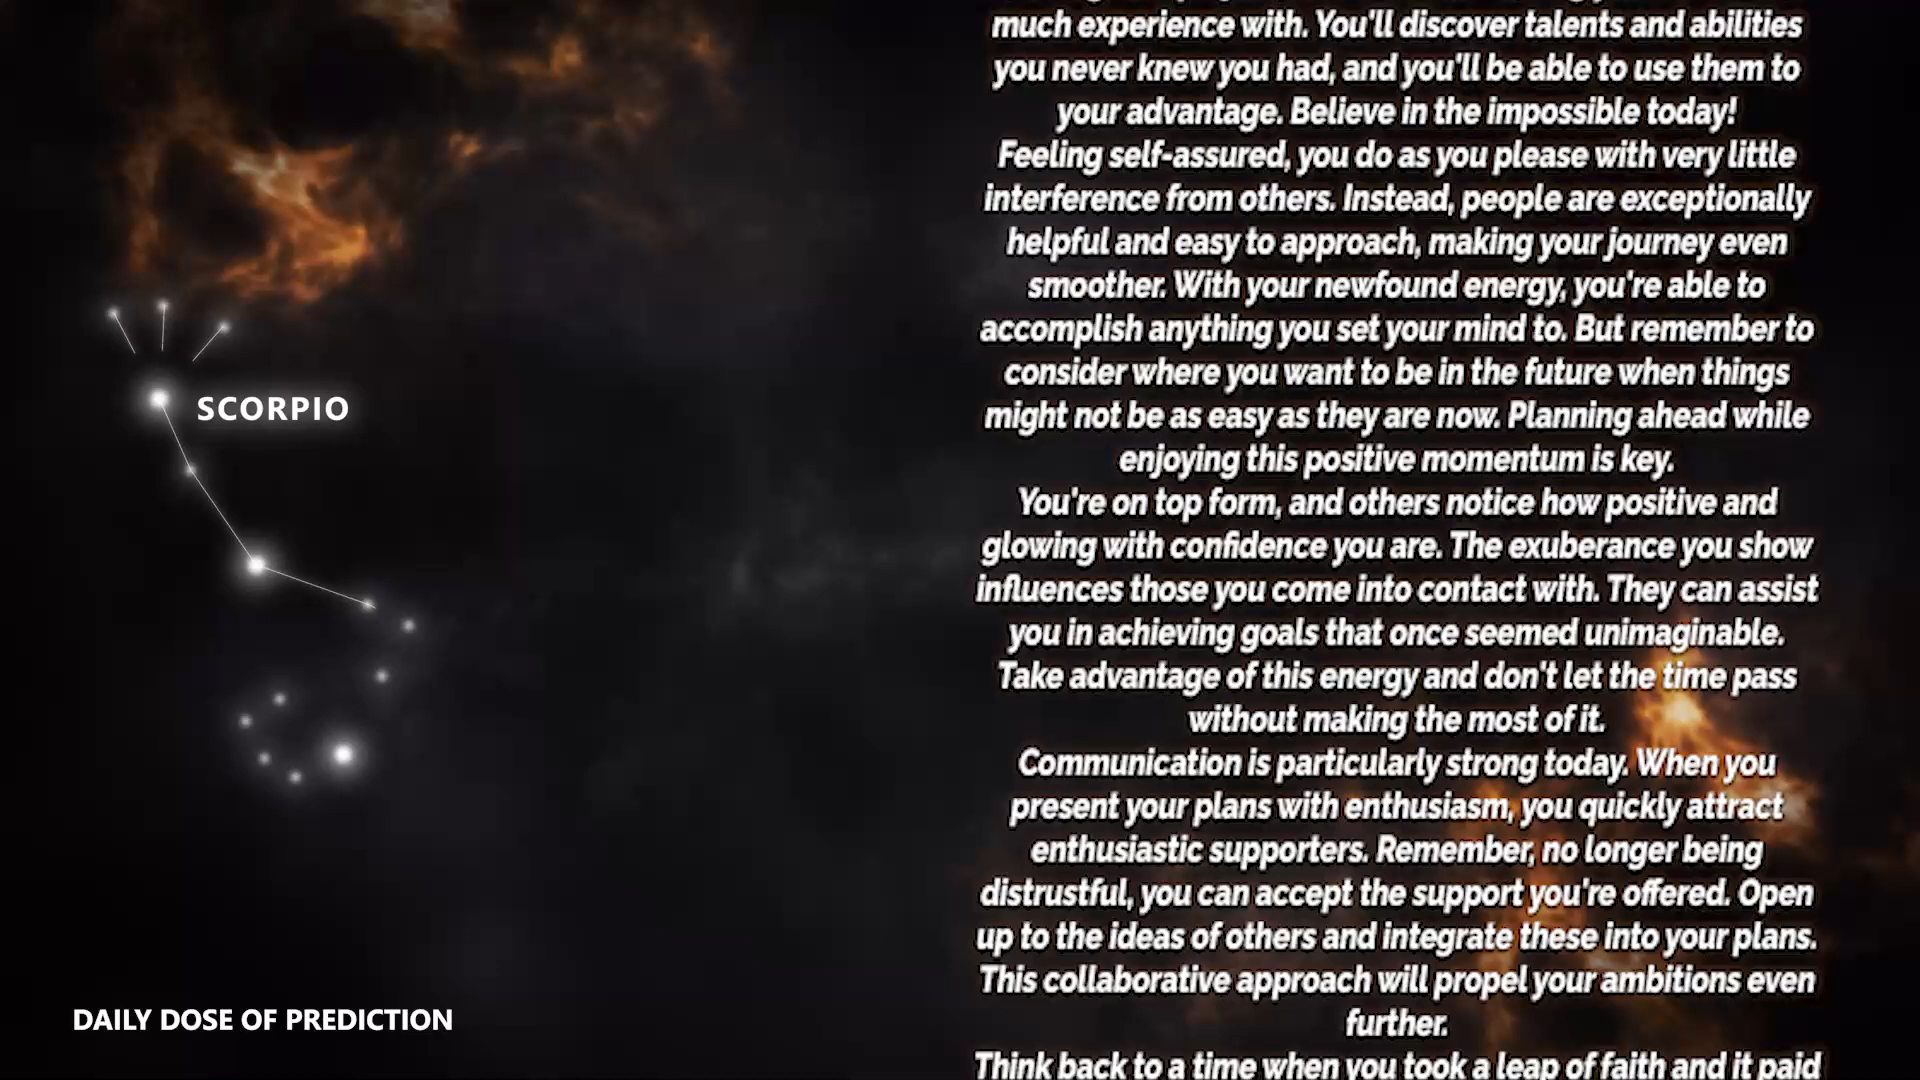 much experience with. You'll discover talents and abilities
you never knew you had, and you'll be able to use them to
your advantage. Believe in the impossible today!
Feeling self-assured, you do as you please with very little
interference from others. Instead, people are exceptionally
helpful and easy to approach, making your journey even
smoother. With your newfound energy, you're able to
accomplish anything you set your mind to. But remember to
consider where you want to be in the future when things
might not be as easy as they are now. Planning ahead while
enjoying this positive momentum is key.
You're on top form, and others notice how positive and
glowing with confidence you are. The exuberance you show
influences those you come into contact with. They can assist
you in achieving goals that once seemed unimaginable.
Take advantage of this energy and don't let the time pass
without making the most of it.
Communication is particularly strong today. When you
present your plans with enthusiasm, you quickly attract
enthusiastic supporters. Remember, no longer being
distrustful, you can accept the support you're offered. Open
up to the ideas of others and integrate these into your plans.
This collaborative approach will propel your ambitions even
further.
Think back to a time when you took a leap of faith and it paid
SCORPIO
DAILY DOSE OF PREDICTION